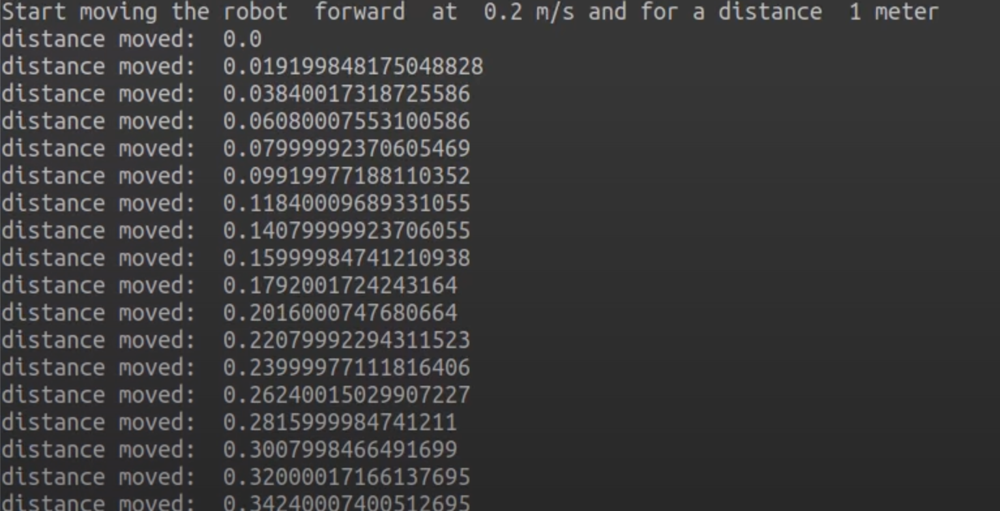 Start moving the robot forward at 0.2 m/s and for a distance 1 meter
distance moved: 0.0
distance moved: 0.019199848175048828
distance moved: 0.03840017318725586
distance moved: 0.06080007553100586
distance moved: 0.07999992370605469
distance moved: 0.09919977188110352
distance moved: 0.11840009689331055
distance moved: 0.14079999923706055
distance moved: 0.15999984741210938
distance moved: 0.1792001724243164
distance moved: 0.2016000747680664
distance moved: 0.22079992294311523
distance moved: 0.23999977111816406
distance moved: 0.26240015029907227
distance moved: 0.2815999984741211
distance moved: 0.3007998466491699
distance moved: 0.32000017166137695
distance moved: 0.34240007400512695